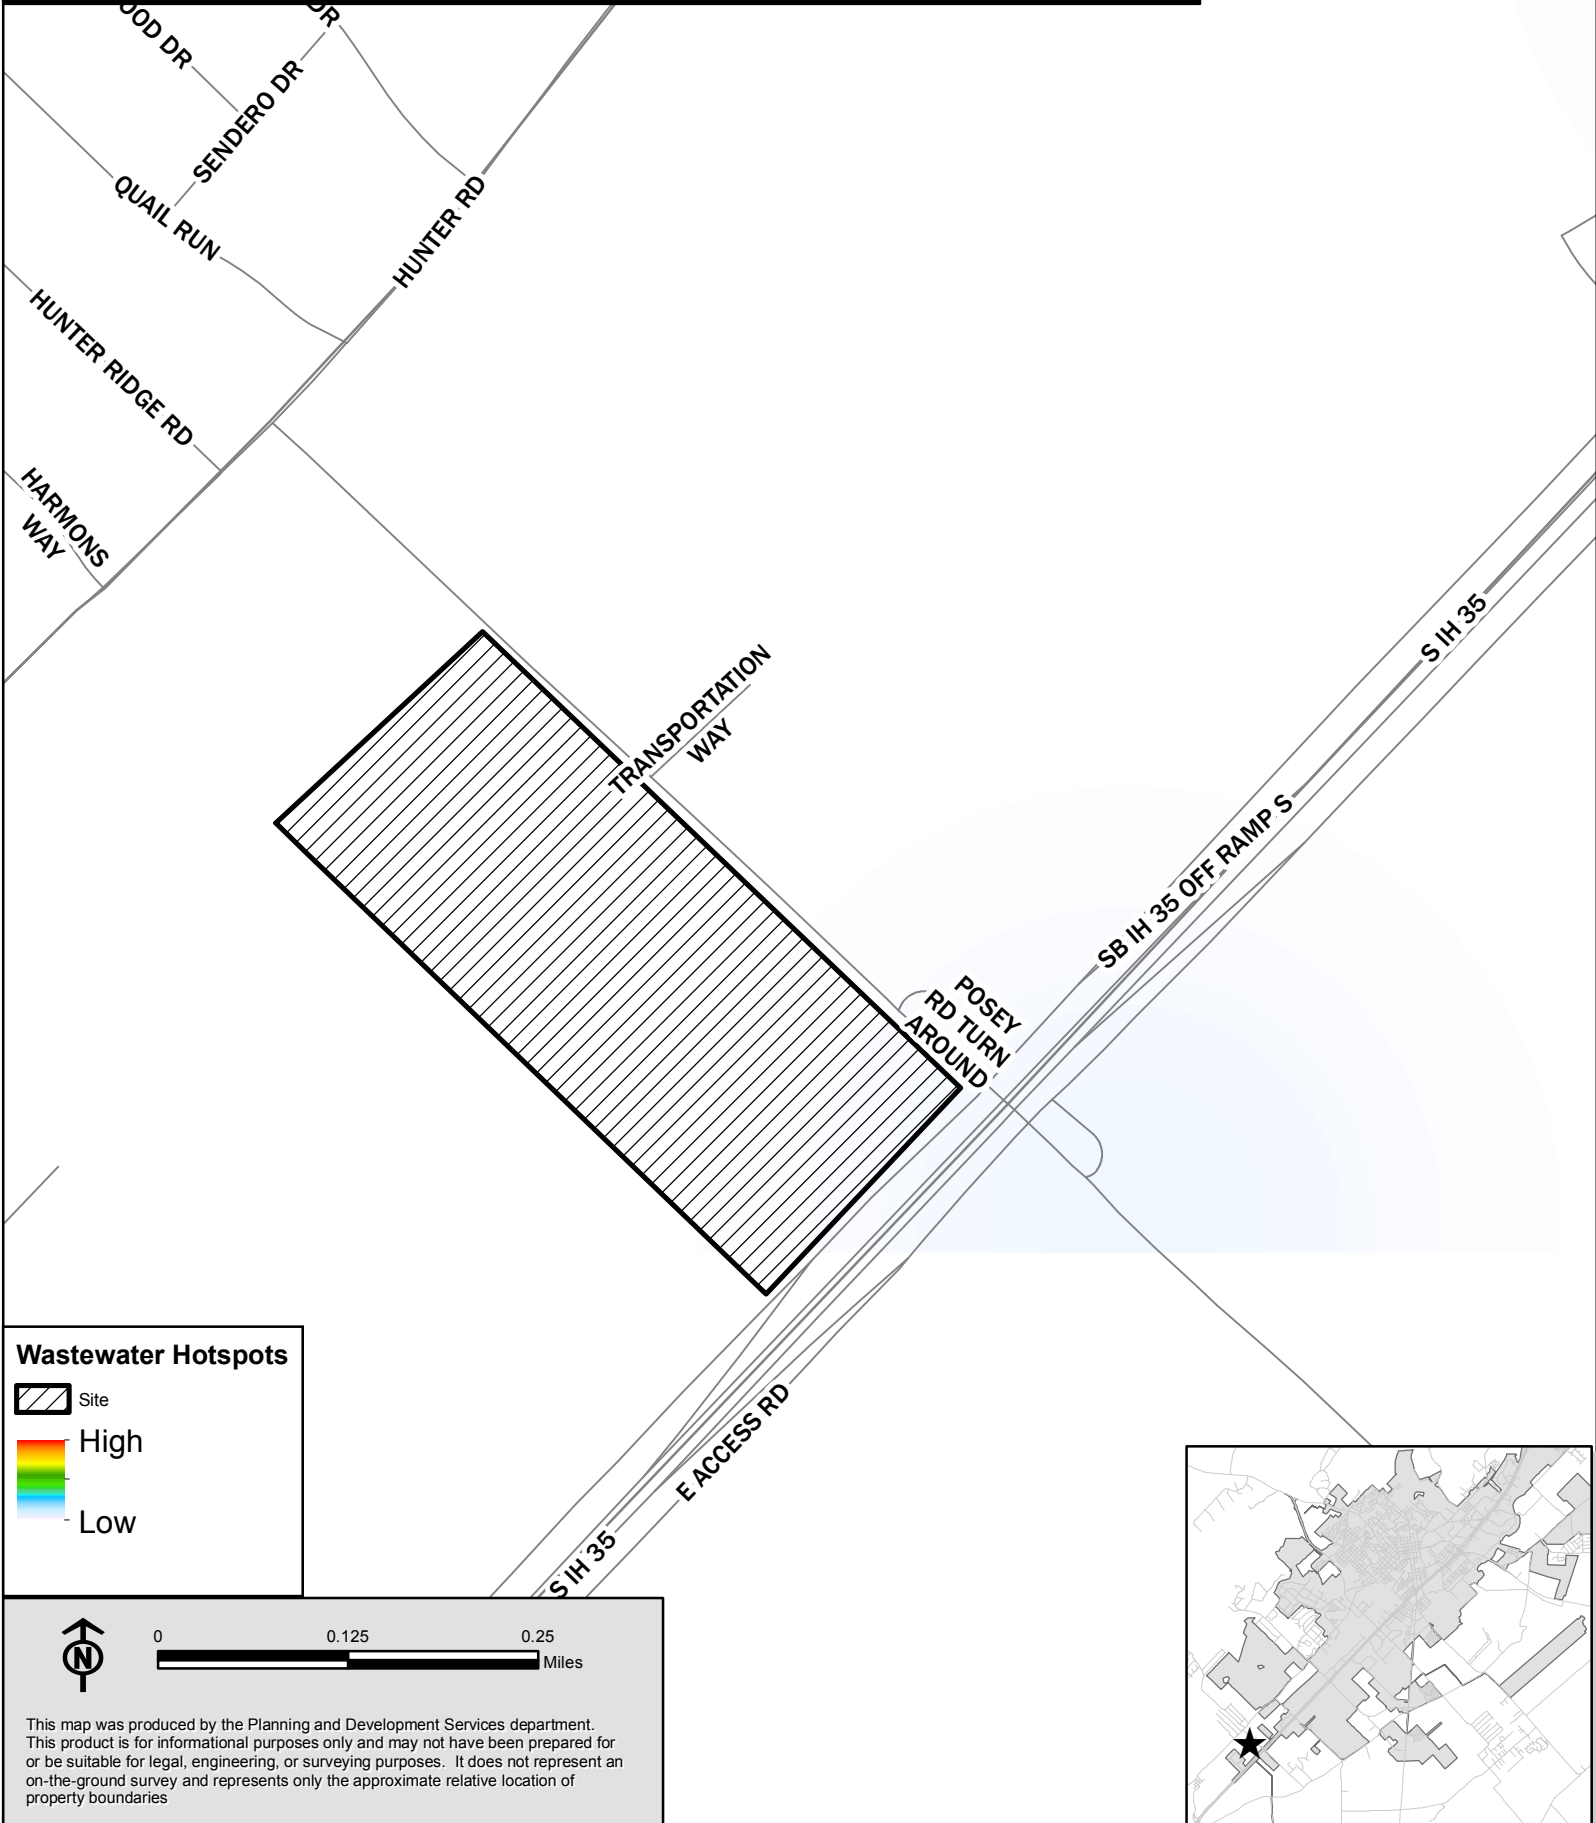 OOD DR
DR
SENDERO DR
QUAIL RUN
HUNTER RD
HUNTER RIDGE RD
HARMONS
WAY
S IH 35
TRANSPORTATION
WAY
SB IH 35 OFF RAMP S
POSEY
RD TURN
AROUND
E ACCESS RD
S IH 35
Wastewater Hotspots
Site
High
Low
N
0
0.125
0.25
Miles
This map was produced by the Planning and Development Services department.
This product is for informational purposes only and may not have been prepared for
or be suitable for legal, engineering, or surveying purposes. It does not represent an
on-the-ground survey and represents only the approximate relative location of
property boundaries